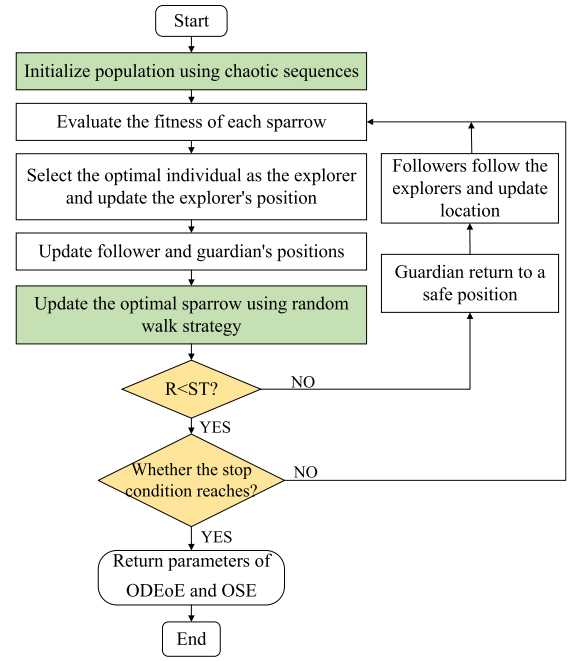 Start
Initialize population using chaotic sequences
Evaluate the fitness of each sparrow
Select the optimal individual as the explorer
and update the explorer's position
Followers follow the
explorers and update
location
Update follower and guardian's positions
Guardian return to a
safe position
Update the optimal sparrow using random
walk strategy
R<ST?
NO
YES
Whether the stop
condition reaches?
NO
YES
Return parameters of
ODEoE and OSE
End